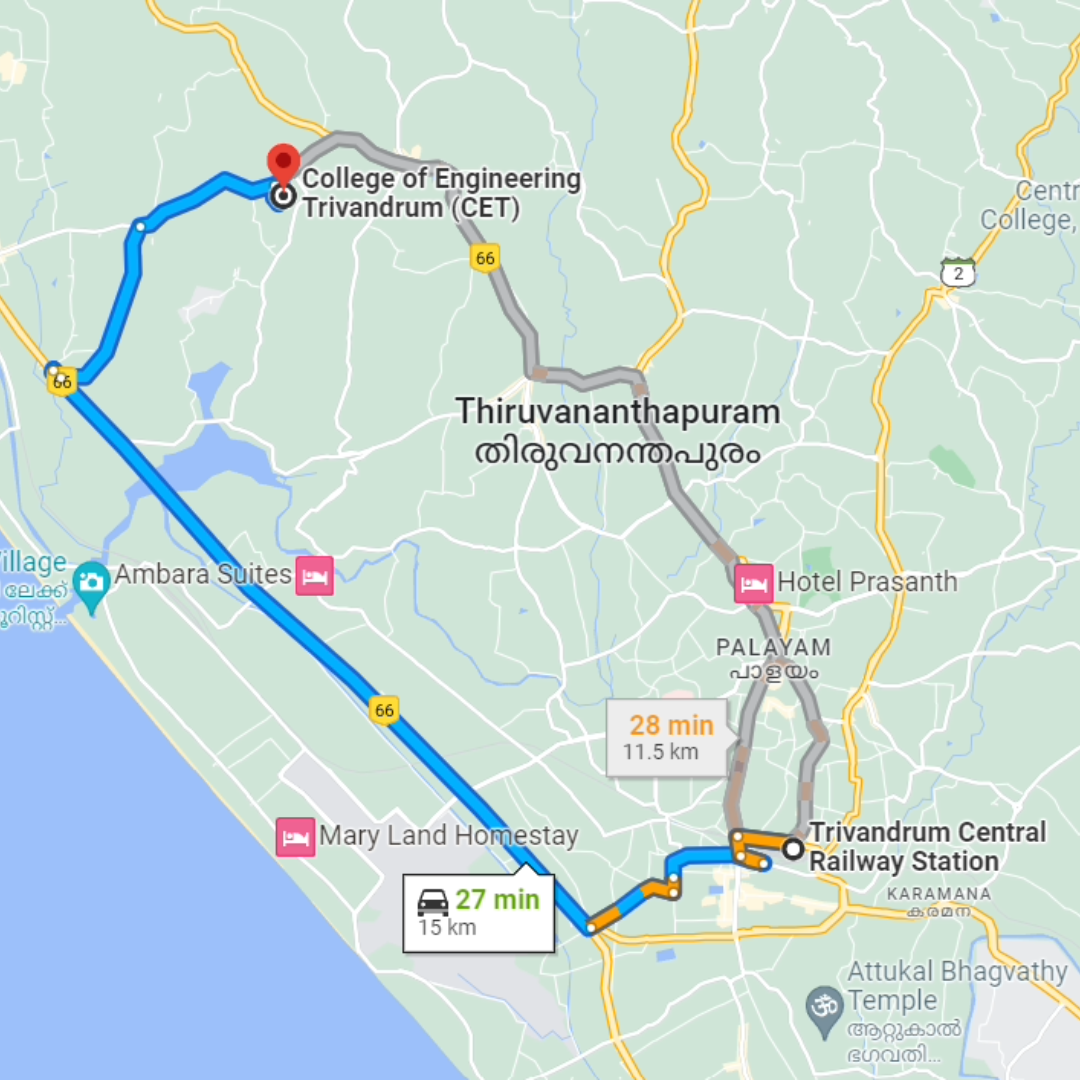 College of Engineering
Trivandrum (CET)
Centr
College,
66
2
66
Thiruvananthapuram
തിരുവനന്തപുരം
illage
ലേക്ക്
Ambara Suites
Hotel Prasanth
PALAYAM
പാളയം
66
28 min
11.5 km
Mary Land Homestay
Trivandrum Central
Railway Station
27 min
15 km
KARAMANA
കരമന
Attukal Bhagvathy
Temple
ആറ്റുകാൽ
ഭഗവതി...